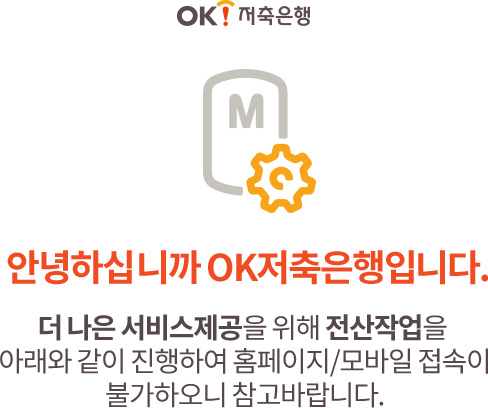 OK! 저축은행
M
안녕하십니까 OK저축은행입니다.
더 나은 서비스제공을 위해 전산작업을
아래와 같이 진행하여 홈페이지/모바일 접속이
불가하오니 참고바랍니다.